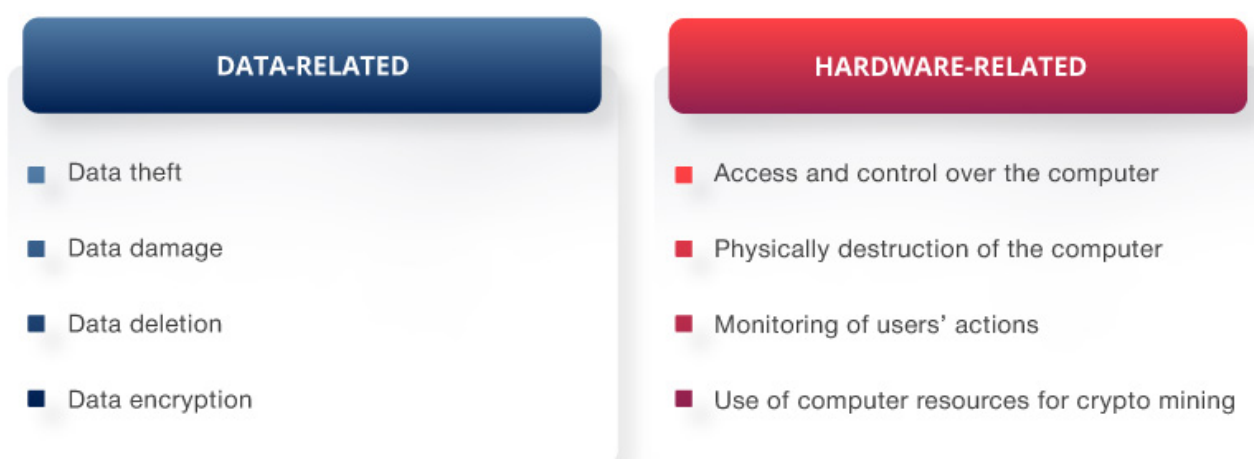 DATA-RELATED
Data theft
Data damage
Data deletion
Data encryption
HARDWARE-RELATED
Access and control over the computer
Physically destruction of the computer
Monitoring of users’ actions
Use of computer resources for crypto mining